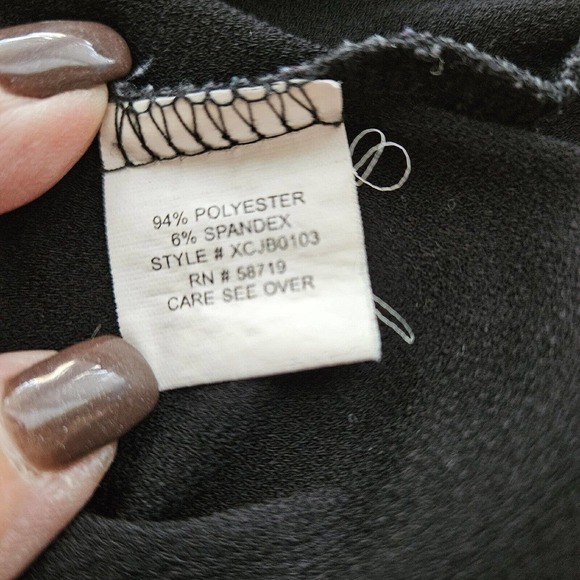 94% POLYESTER
6% SPANDEX
STYLE # XCJB0103
RN # 58719
CARE SEE OVER